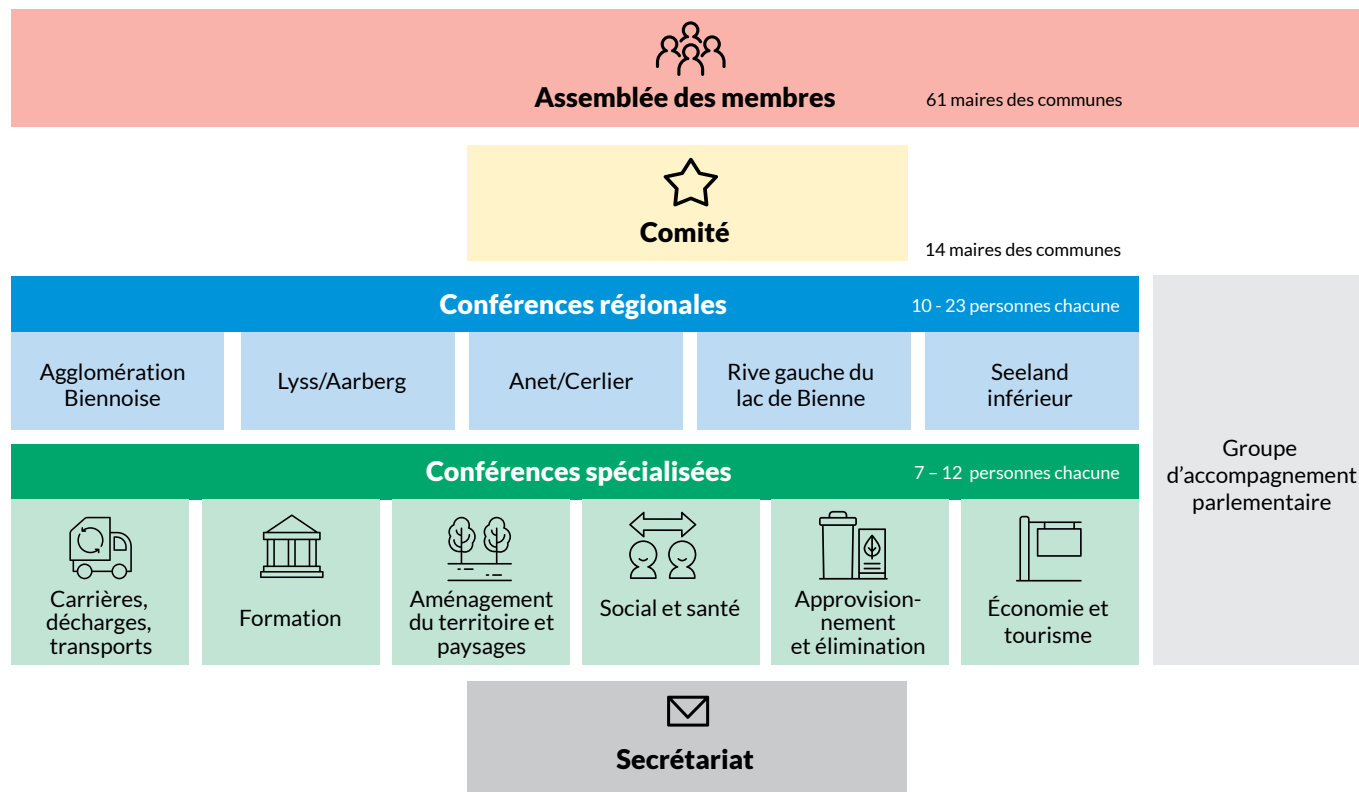 Assemblée des membres
61 maires des communes
Comité
14 maires des communes
Conférences régionales
10 - 23 personnes chacune
Agglomération
Biennoise
Lyss/Aarberg
Anet/Cerlier
Rive gauche du
lac de Bienne
Seeland
inférieur
Conférences spécialisées
7 – 12 personnes chacune
Carrières,
décharges,
transports
Formation
Aménagement
du territoire et
paysages
Social et santé
Approvision-
nement
et élimination
Économie et
tourisme
Groupe
d’accompagnement
parlementaire
Secrétariat